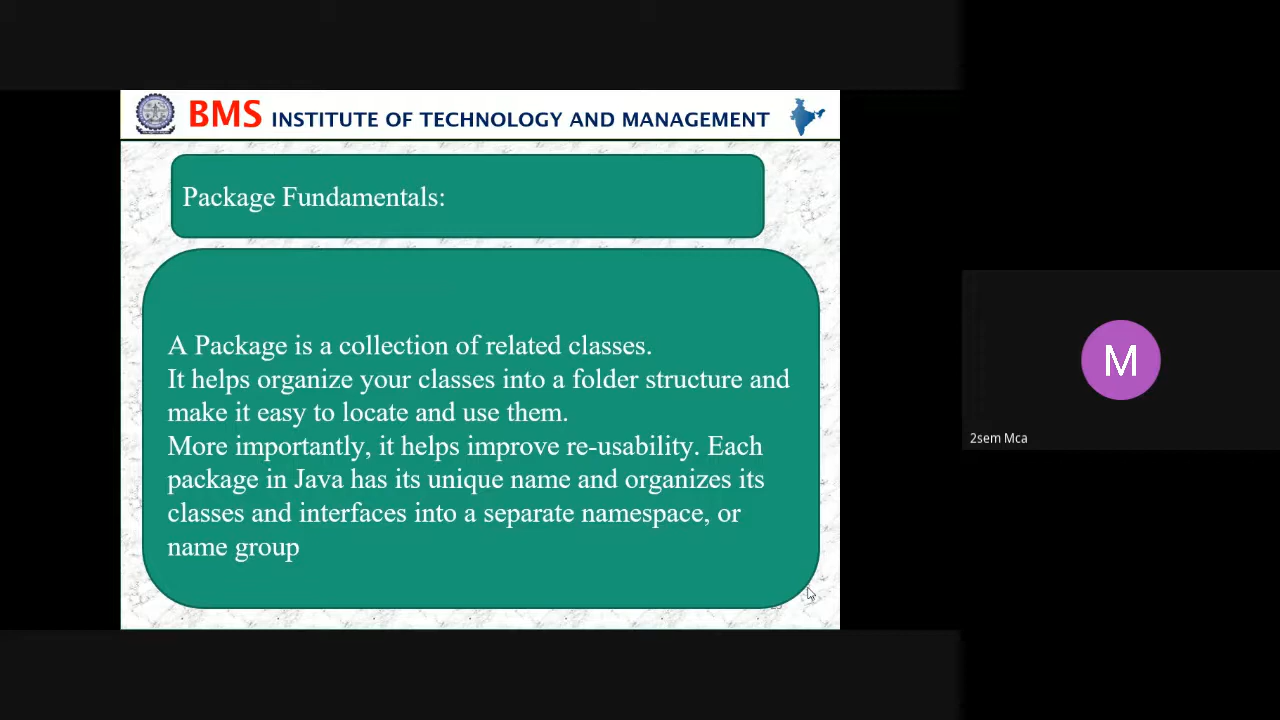 BMS INSTITUTE OF TECHNOLOGY AND MANAGEMENT
Package Fundamentals:
A Package is a collection of related classes.
It helps organize your classes into a folder structure and
make it easy to locate and use them.
More importantly, it helps improve re-usability. Each
package in Java has its unique name and organizes its
classes and interfaces into a separate namespace, or
name group
M
2sem Mca